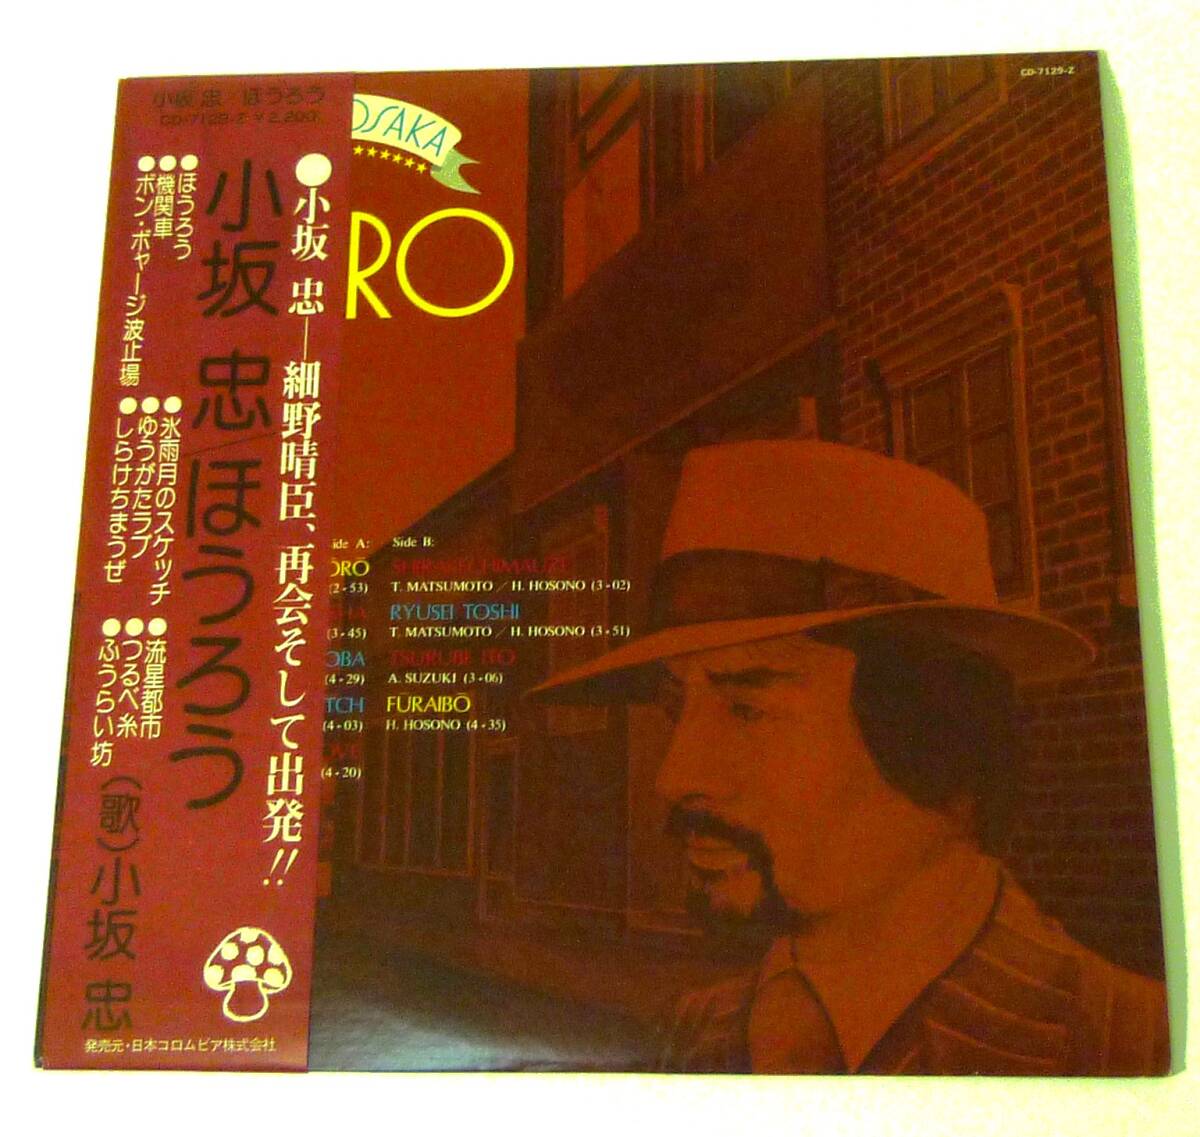 小坂 忠/ほうろう
CD-7129-Z ¥2,200.
●小坂 忠―細野晴臣、再会そして出発!!
小坂 忠/ほうろう
●ほうろう
●機関車
●ボン・ボヤージ波止場
●氷雨月のスケッチ
●ゆうがたラブ
●しらけちまうぜ
●流星都市
●つるべ糸
●ふうらい坊
(歌)小坂 忠
発売元・日本コロムビア株式会社
CD-7129-Z
OSAKA
RO
ide A:
ŌRŌ
(2-53)
(3-45)
OBA
(4-29)
TCH
(4-03)
OVE
(4-20)
Side B:
SHIRAKECHIMAUZE
T. MATSUMOTO / H. HOSONO (3-02)
RYUSEI TOSHI
T. MATSUMOTO / H. HOSONO (3-51)
TSURUBE ITO
A. SUZUKI (3-06)
FŪRAIBŌ
H. HOSONO (4-35)